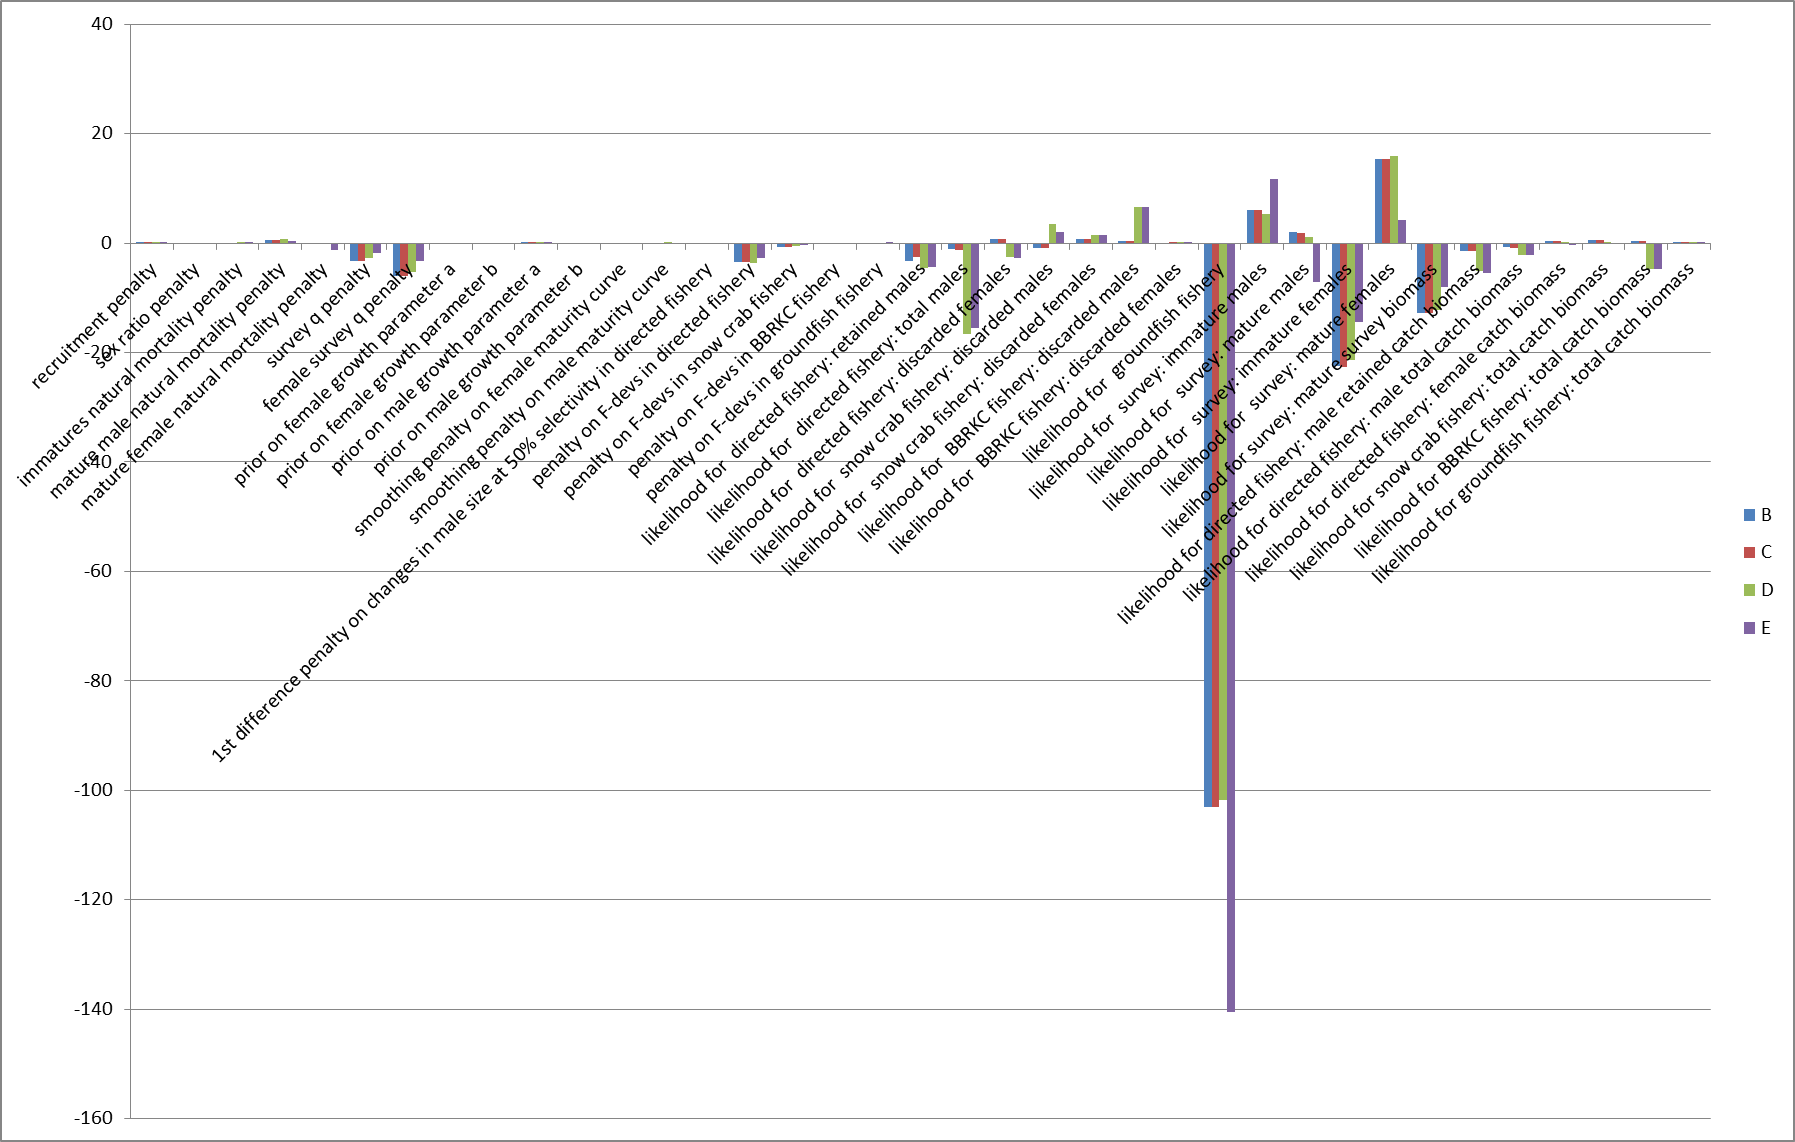 40
20
0
-20
-40
-60
-80
-100
-120
-140
-160
recruitment penalty
sex ratio penalty
immatures natural mortality penalty
mature male natural mortality penalty
mature female natural mortality penalty
survey q penalty
female survey q penalty
prior on female growth parameter a
prior on female growth parameter b
prior on male growth parameter a
prior on male growth parameter b
smoothing penalty on female maturity curve
smoothing penalty on male maturity curve
1st difference penalty on changes in male size at 50% selectivity in directed fishery
penalty on F-devs in directed fishery
penalty on F-devs in snow crab fishery
penalty on F-devs in BBRKC fishery
penalty on F-devs in groundfish fishery
likelihood for directed fishery: retained males
likelihood for directed fishery: total males
likelihood for directed fishery: discarded females
likelihood for snow crab fishery: discarded males
likelihood for snow crab fishery: discarded females
likelihood for BBRKC fishery: discarded males
likelihood for BBRKC fishery: discarded females
likelihood for groundfish fishery
likelihood for survey: immature males
likelihood for survey: mature males
likelihood for survey: immature females
likelihood for survey: mature females
likelihood for survey: mature survey biomass
likelihood for directed fishery: male retained catch biomass
likelihood for directed fishery: male total catch biomass
likelihood for directed fishery: female catch biomass
likelihood for snow crab fishery: total catch biomass
likelihood for BBRKC fishery: total catch biomass
likelihood for groundfish fishery: total catch biomass
B
C
D
E